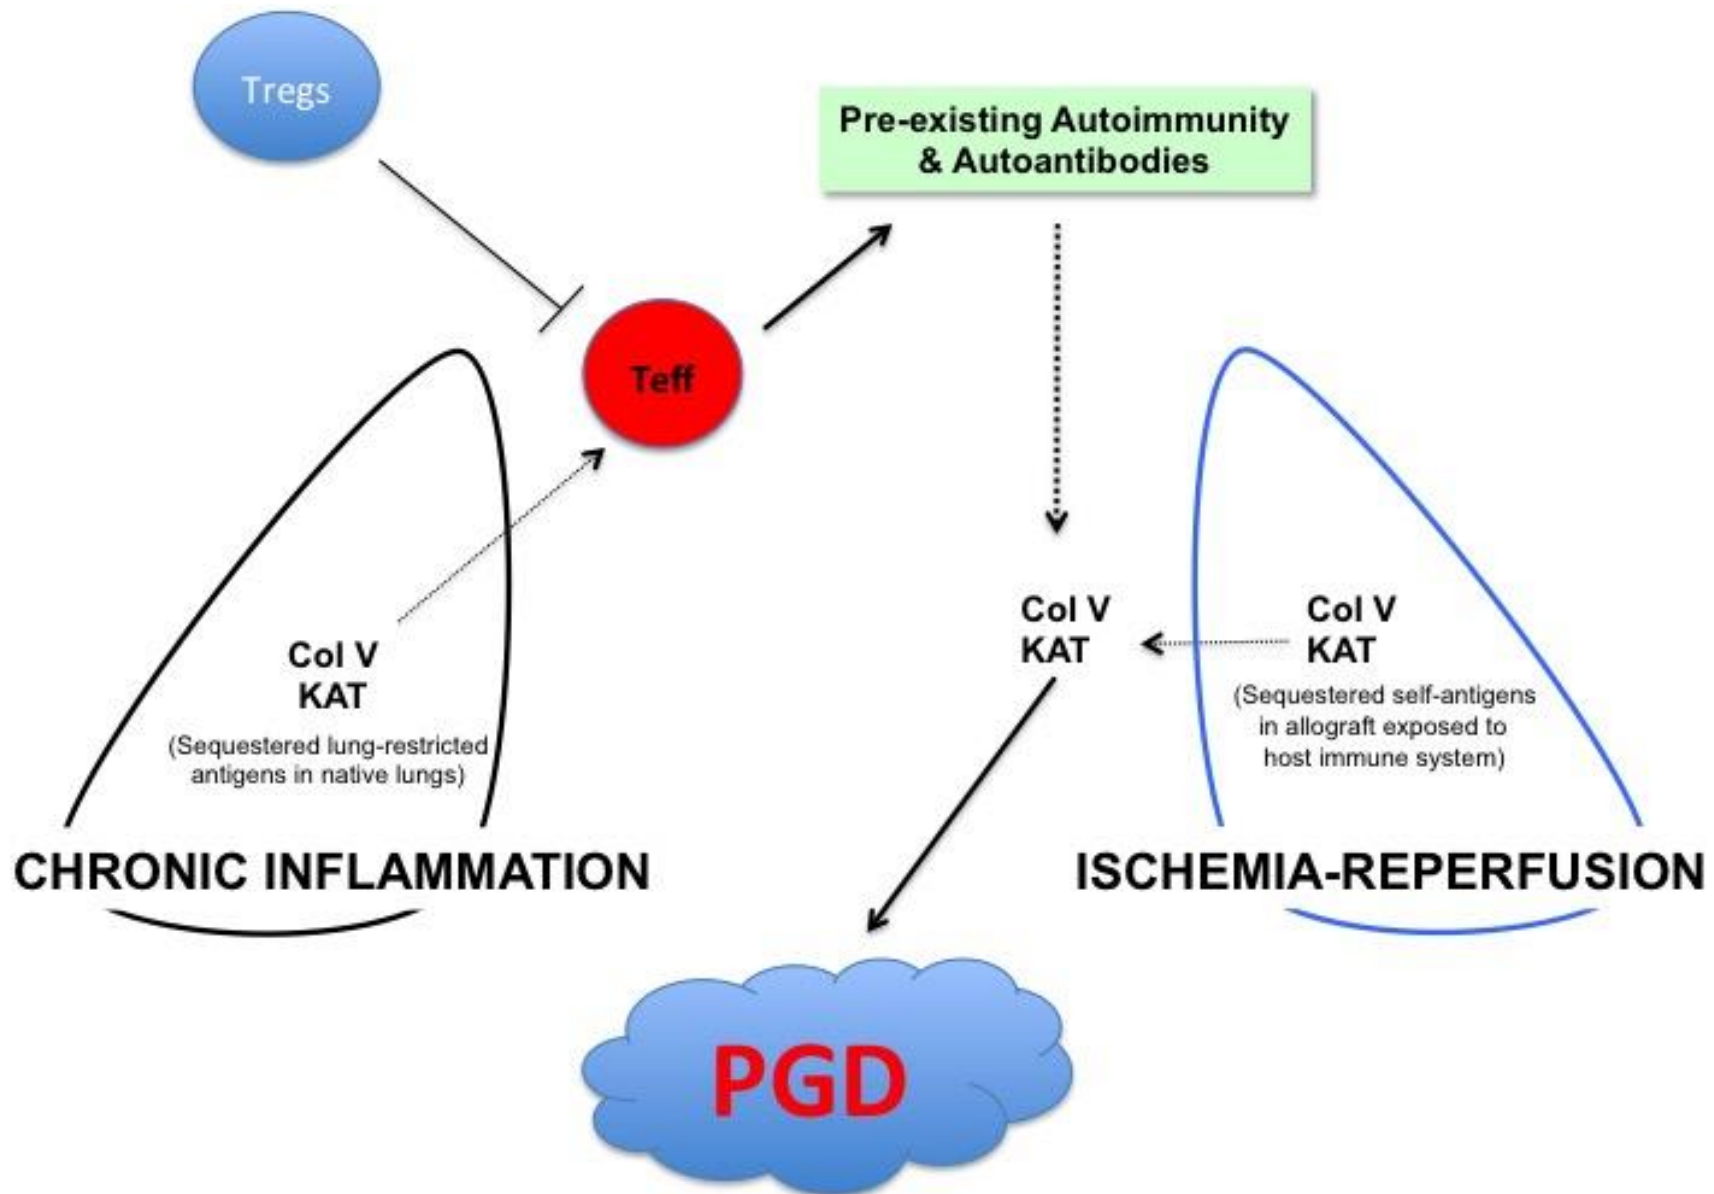 Tregs
Pre-existing Autoimmunity
& Autoantibodies
Teff
Col V
KAT
(Sequestered lung-restricted
antigens in native lungs)
CHRONIC INFLAMMATION
Col V
KAT
Col V
KAT
(Sequestered self-antigens
in allograft exposed to
host immune system)
ISCHEMIA-REPERFUSION
PGD